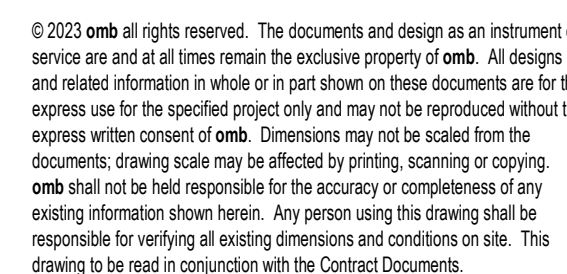 © 2023 omb all rights reserved. The documents and design as an instrument
service are and at all times remain the exclusive property of omb. All designs
and related information in whole or in part shown on these documents are for
express use for the specified project only and may not be reproduced without
express written consent of omb. Dimensions may not be scaled from the
documents; drawing scale may be affected by printing, scanning or copying.
omb shall not be held responsible for the accuracy or completeness of any
existing information shown herein. Any person using this drawing shall be
responsible for verifying all existing dimensions and conditions on site. This
drawing to be read in conjunction with the Contract Documents.